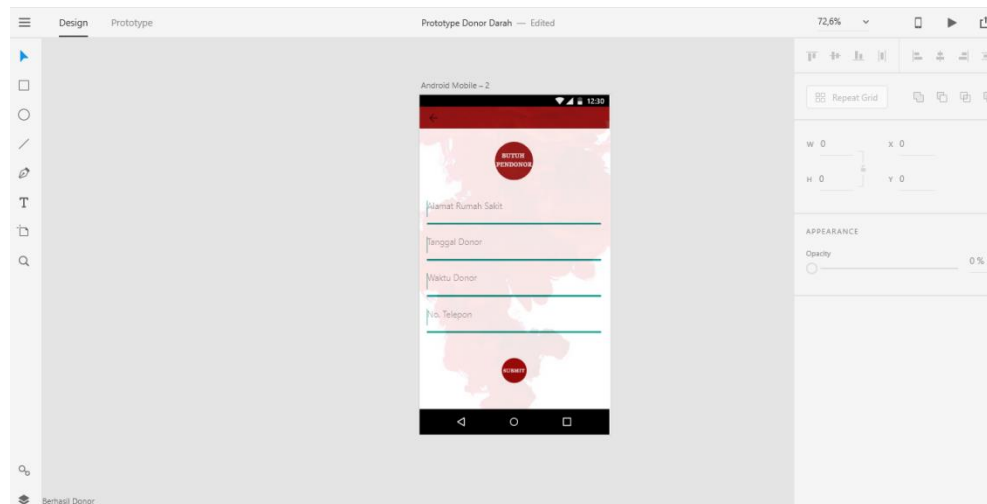 Design Prototype Prototype Donor Darah — Edited 72,6%
Android Mobile – 2
12:30
BUTUH
PENDONOR
Alamat Rumah Sakit
Tanggal Donor
Waktu Donor
No. Telepon
SUBMIT
T
Repeat Grid
W 0 X 0
H 0 Y 0
APPEARANCE
Opacity
0 %
Berhasil Donor